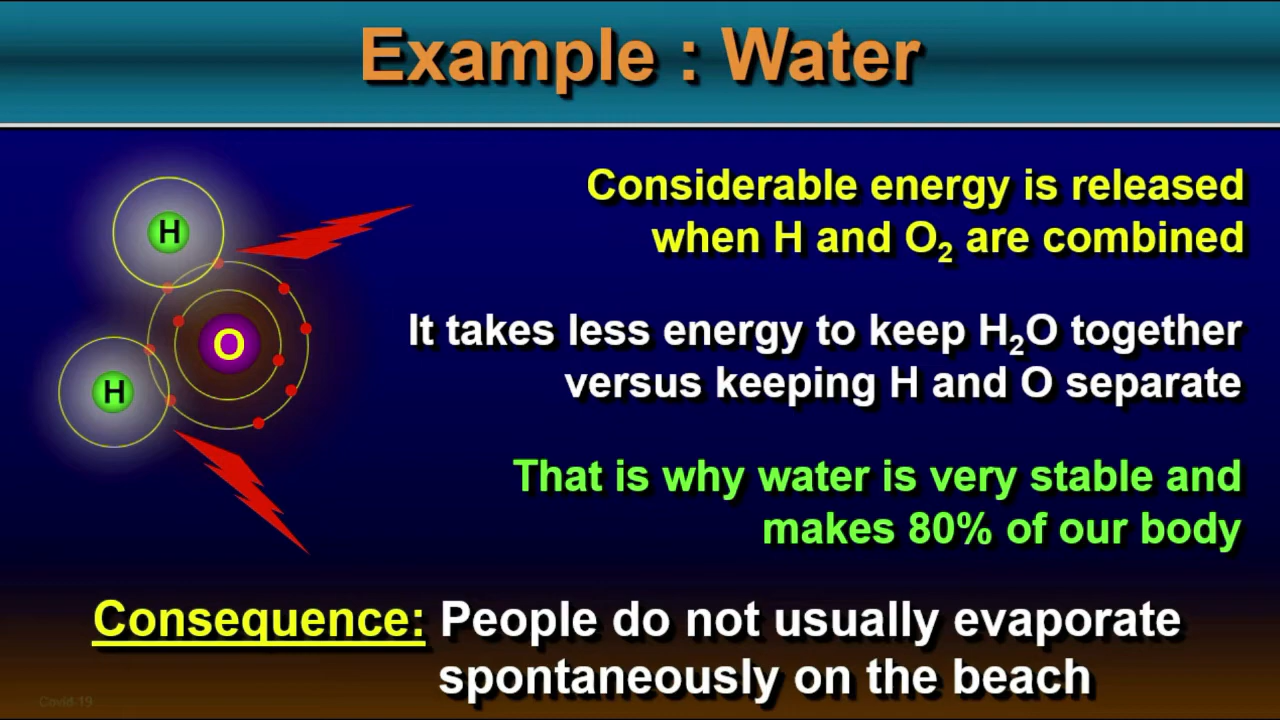 Example : Water
H
H
O
Considerable energy is released
when H and O₂ are combined
It takes less energy to keep H₂O together
versus keeping H and O separate
That is why water is very stable and
makes 80% of our body
Consequence: People do not usually evaporate
spontaneously on the beach
Covid-19